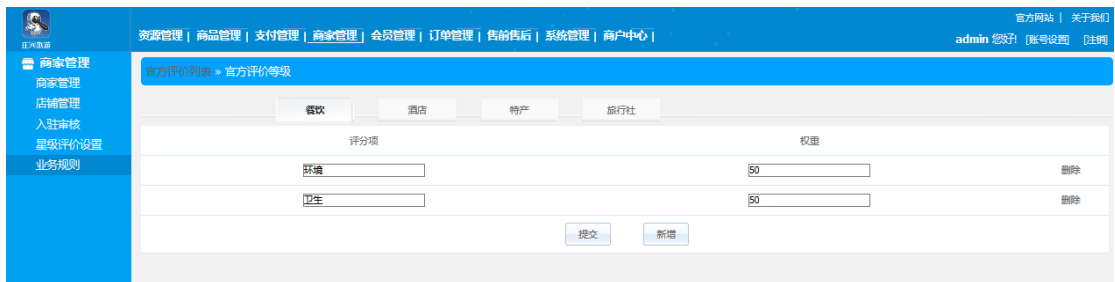 官方网站 | 关于我们
庄河旅游
资源管理 | 商品管理 | 支付管理 | 商家管理 | 会员管理 | 订单管理 | 售前售后 | 系统管理 | 商户中心 |
admin 您好! [账号设置] [注销]
商家管理
商家管理
店铺管理
入驻审核
星级评价设置
业务规则
官方评价列表 » 官方评价等级
餐饮 酒店 特产 旅行社
评分项 权重
环境 50 删除
卫生 50 删除
提交 新增